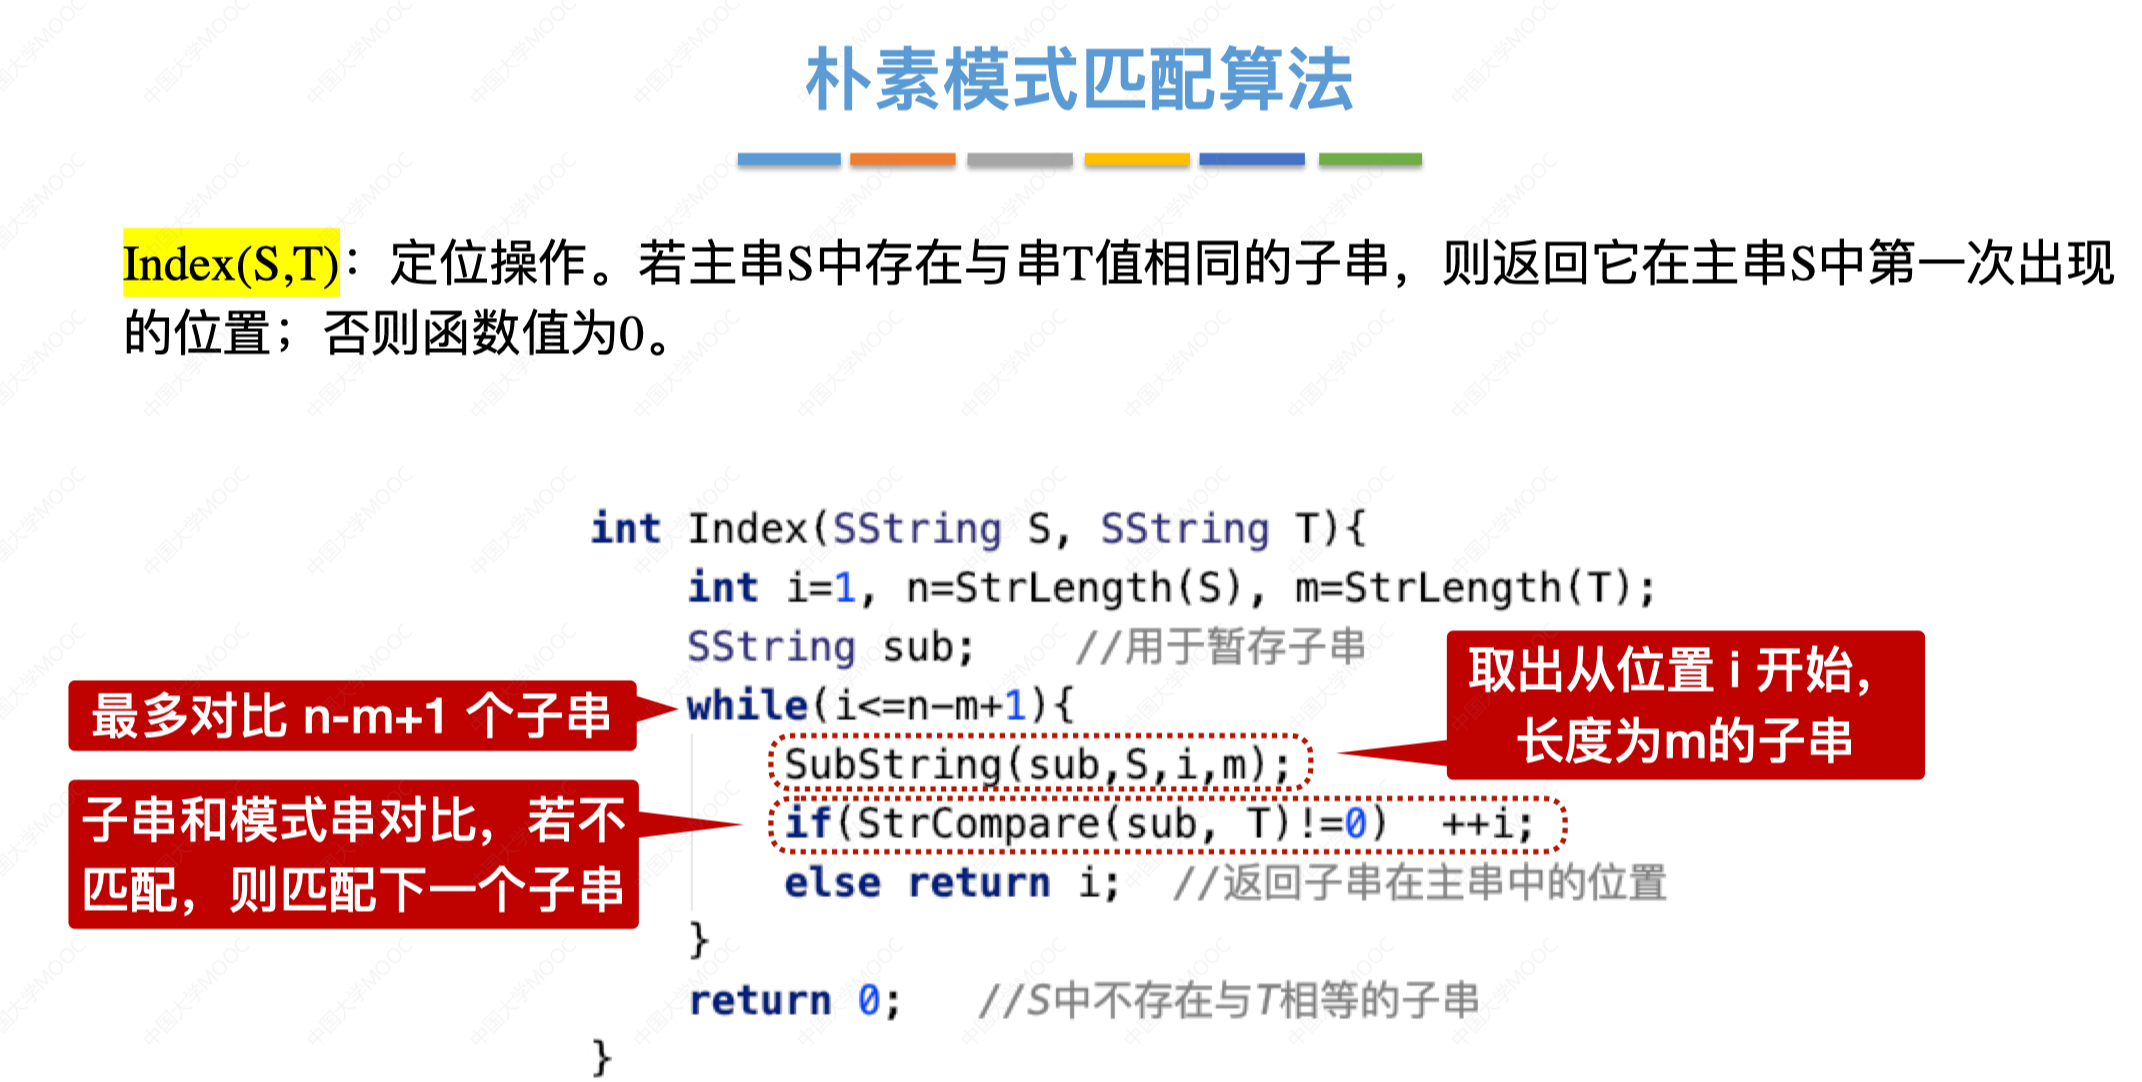 朴素模式匹配算法
Index(S,T)：定位操作。若主串S中存在与串T值相同的子串，则返回它在主串S中第一次出现
的位置；否则函数值为0。
int Index(SString S, SString T){
int i=1, n=StrLength(S), m=StrLength(T);
SString sub; //用于暂存子串
取出从位置 i 开始，
长度为m的子串
最多对比 n-m+1 个子串
while(i<=n-m+1){
SubString(sub,S,i,m);
子串和模式串对比，若不
匹配，则匹配下一个子串
if(StrCompare(sub, T)!=0) ++i;
else return i; //返回子串在主串中的位置
}
return 0; //S中不存在与T相等的子串
}
中国大学MOOC